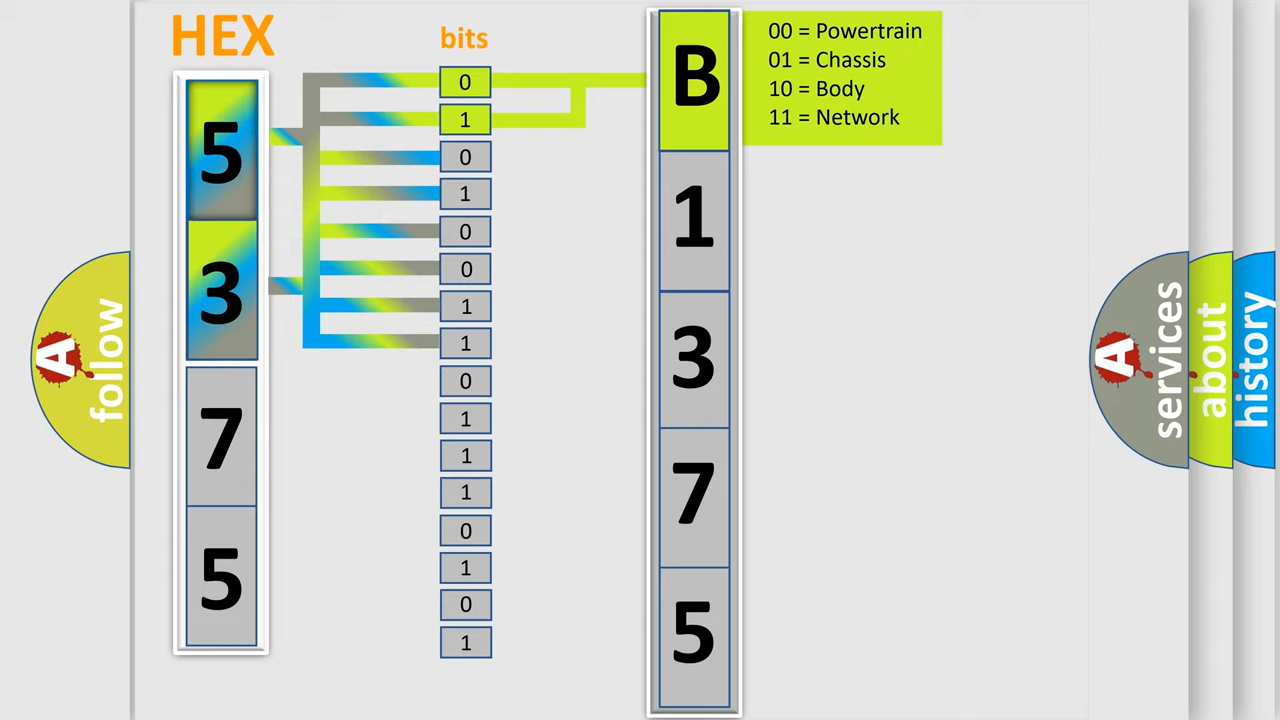 HEX
bits
5
3
7
5
0
1
0
1
0
0
1
1
0
1
1
1
0
1
0
1
B
1
3
7
5
00 = Powertrain
01 = Chassis
10 = Body
11 = Network
A
follow
A
services
about
history